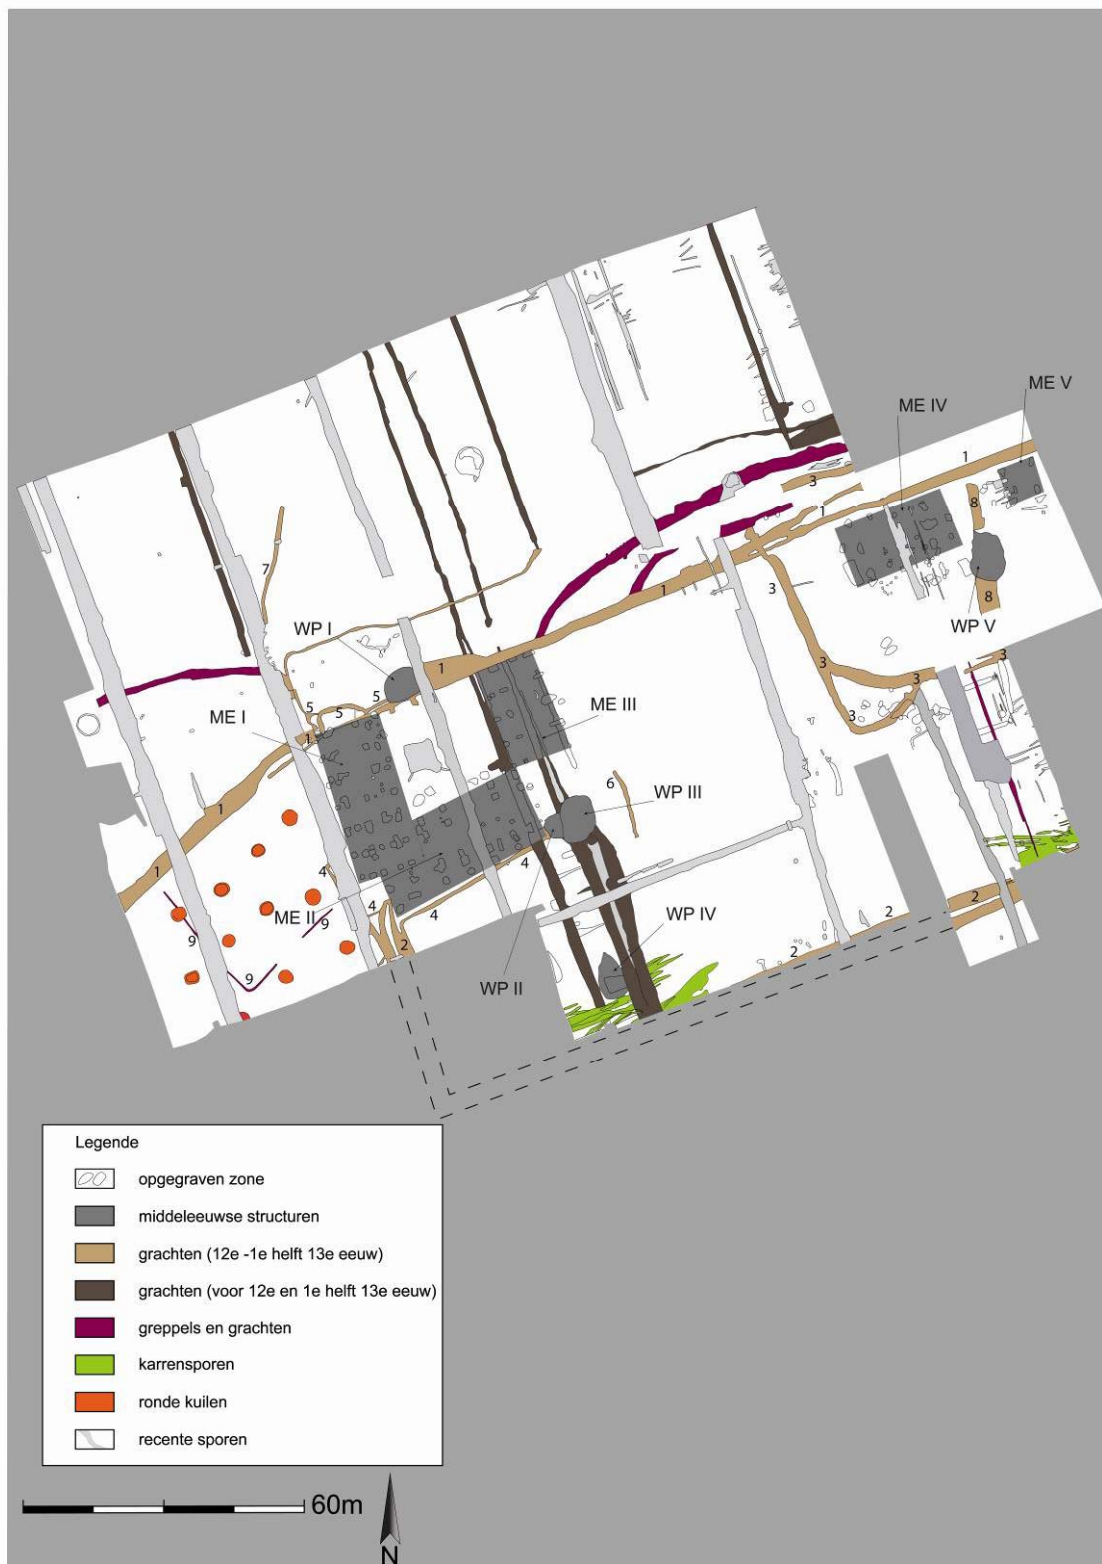 ME V
ME IV
1
3
1
8
7
1
3
WP I
8
WP V
5
1
3
3
5
5
ME I
ME III
3
1
6
WP III
1
4
1
4
4
ME II
9
2
2
9
2
WP IV
9
WP II
2
Legende
opgegraven zone
middeleeuwse structuren
grachten (12e -1e helft 13e eeuw)
grachten (voor 12e en 1e helft 13e eeuw)
greppels en grachten
karrensporen
ronde kuilen
recente sporen
60m
N